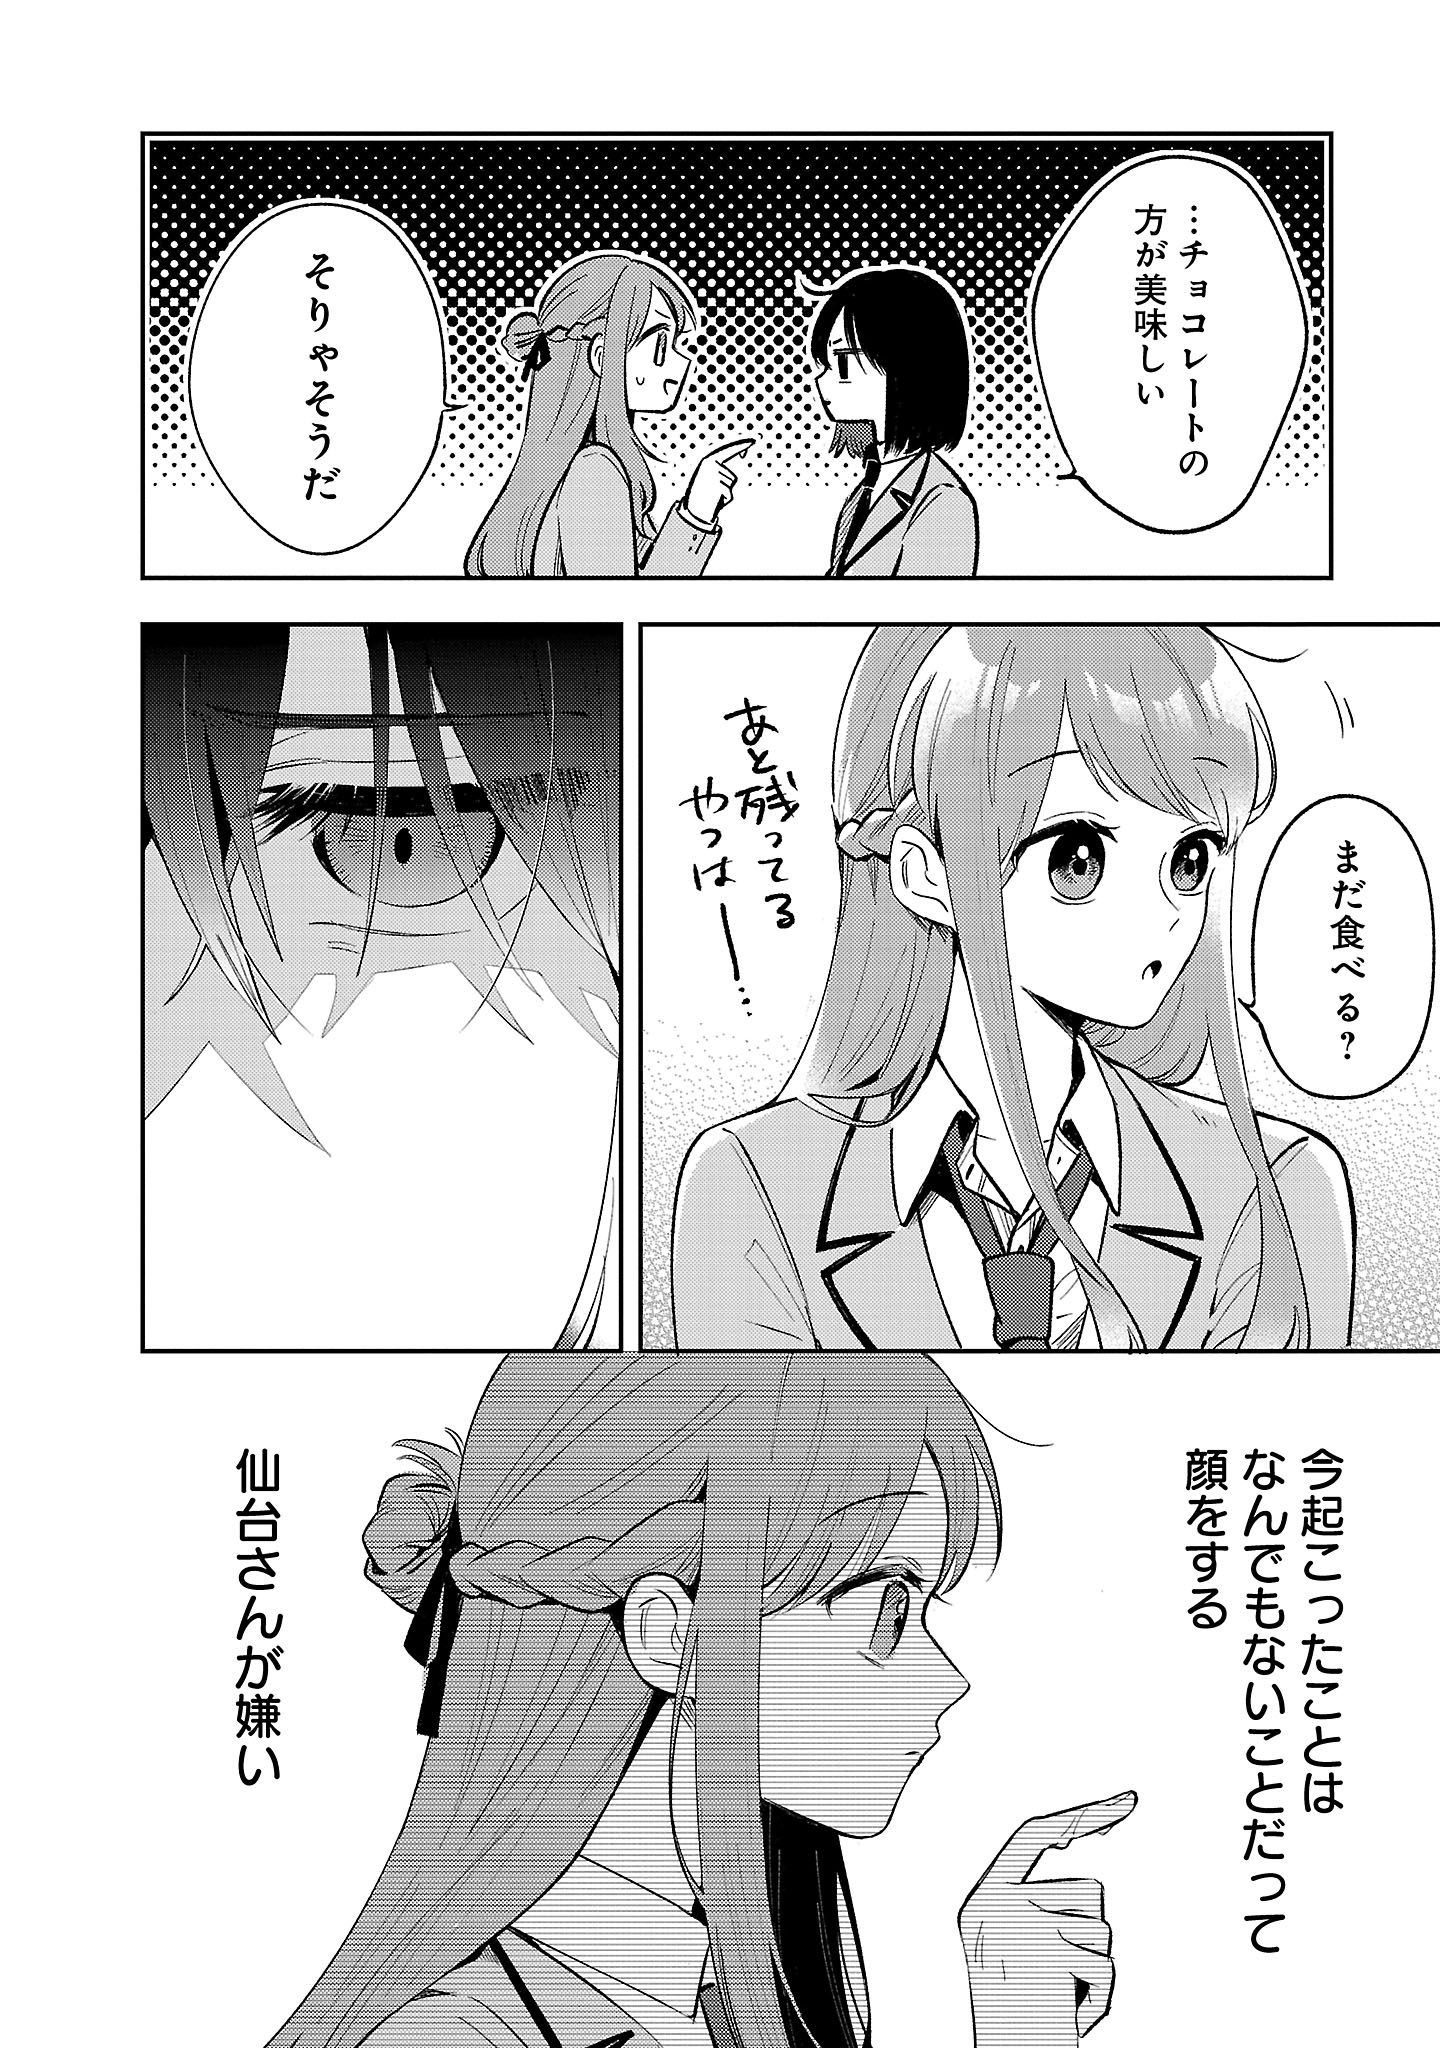 …チョコレートの
方が美味しい
そりゃそうだ
まだ食べる？
あと残ってる
やつはー…
今起こったことは
なんでもないことだって
顔をする
仙台さんが嫌い